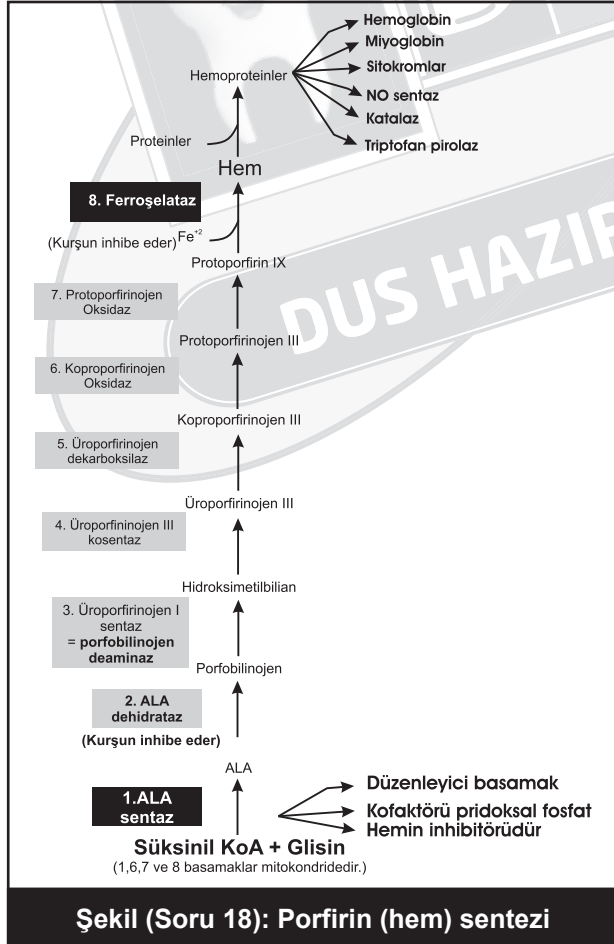 Hemoglobin
Miyoglobin
Sitokromlar
NO sentaz
Katalaz
Triptofan pirolaz
Hemoproteinler
Proteinler
Hem
8. Ferroşelataz
(Kurşun inhibe eder) Fe+2
Protoporfirin IX
7. Protoporfirinojen
Oksidaz
Protoporfirinojen III
6. Koproporfirinojen
Oksidaz
Koproporfirinojen III
5. Üroporfirinojen
dekarboksilaz
Üroporfirinojen III
4. Üroporfininojen III
kosentaz
Hidroksimetilbilian
3. Üroporfirinojen I
sentaz
= porfobilinojen
deaminaz
Porfobilinojen
2. ALA
dehidrataz
(Kurşun inhibe eder)
ALA
1.ALA
sentaz
Düzenleyici basamak
Kofaktörü pridoksal fosfat
Hemin inhibitörüdür
Süksinil KoA + Glisin
(1,6,7 ve 8 basamaklar mitokondridedir.)
Şekil (Soru 18): Porfirin (hem) sentezi
DUS HAZIR